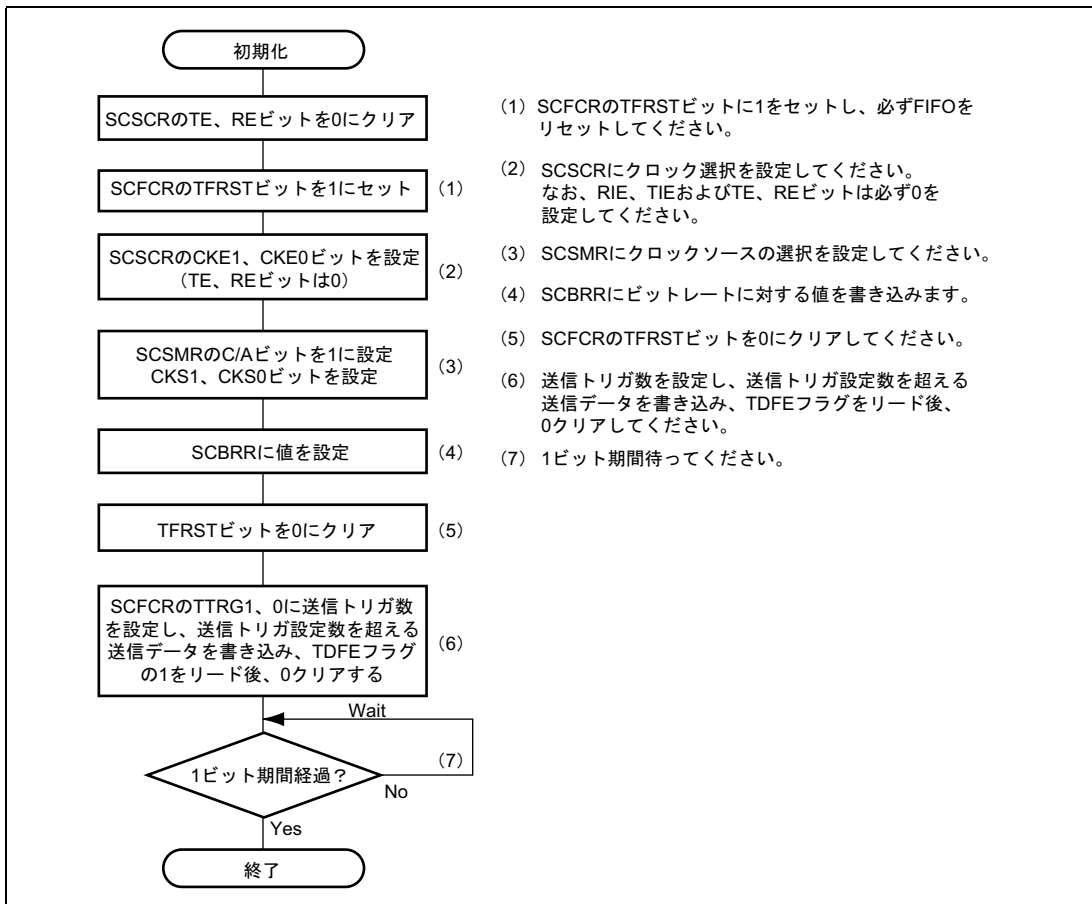 初期化
SCSCRのTE、REビットを0にクリア
SCFCRのTFRSTビットを1にセット
(1)
SCSCRのCKE1、CKE0ビットを設定
(TE、REビットは0)
(2)
SCSMRのC/Aビットを1に設定
CKS1、CKS0ビットを設定
(3)
SCBRRに値を設定
(4)
TFRSTビットを0にクリア
(5)
SCFCRのTTRG1、0に送信トリガ数
を設定し、送信トリガ設定数を超える
送信データを書き込み、TDFEフラグ
の1をリード後、0クリアする
(6)
Wait
1ビット期間経過?
(7)
No
Yes
終了
(1) SCFCRのTFRSTビットに1をセットし、必ずFIFOを
リセットしてください。
(2) SCSCRにクロック選択を設定してください。
なお、RIE、TIEおよびTE、REビットは必ず0を
設定してください。
(3) SCSMRにクロックソースの選択を設定してください。
(4) SCBRRにビットレートに対する値を書き込みます。
(5) SCFCRのTFRSTビットを0にクリアしてください。
(6) 送信トリガ数を設定し、送信トリガ設定数を超える
送信データを書き込み、TDFEフラグをリード後、
0クリアしてください。
(7) 1ビット期間待ってください。